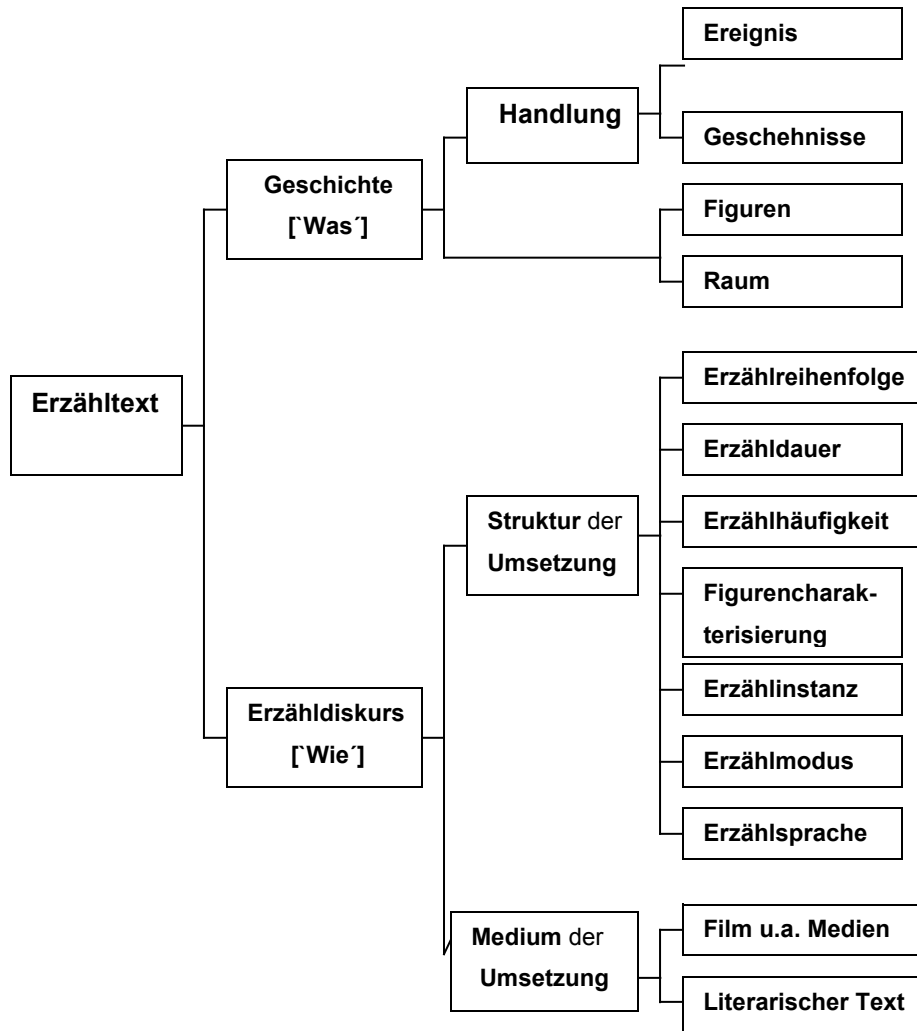 Ereignis
Handlung
Geschehnisse
Geschichte
[`Was´]
Figuren
Raum
Erzähltext
Erzählreihenfolge
Erzähldauer
Struktur der
Umsetzung
Erzählhäufigkeit
Figurencharak-
terisierung
Erzähldiskurs
[`Wie´]
Erzählinstanz
Erzählmodus
Erzählsprache
Medium der
Umsetzung
Film u.a. Medien
Literarischer Text